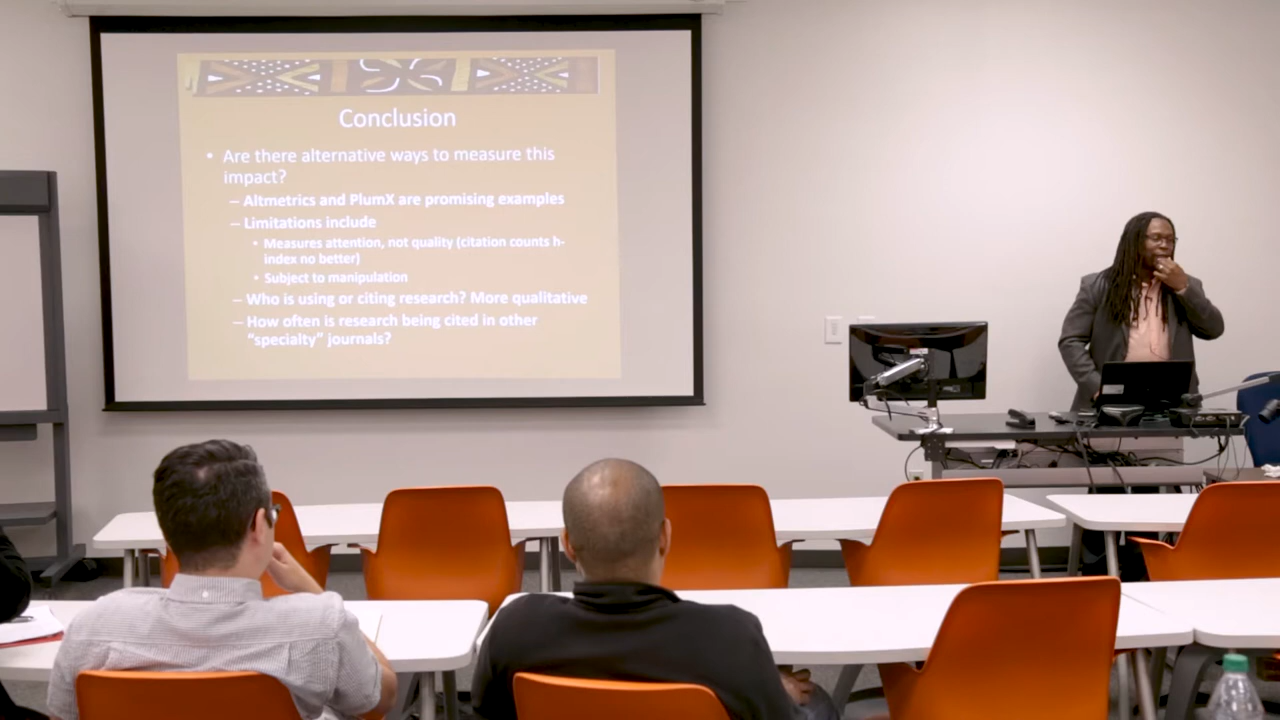 Conclusion
• Are there alternative ways to measure this
impact?
– Altmetrics and PlumX are promising examples
– Limitations include
• Measures attention, not quality (citation counts h-
index no better)
• Subject to manipulation
– Who is using or citing research? More qualitative
– How often is research being cited in other
“specialty” journals?